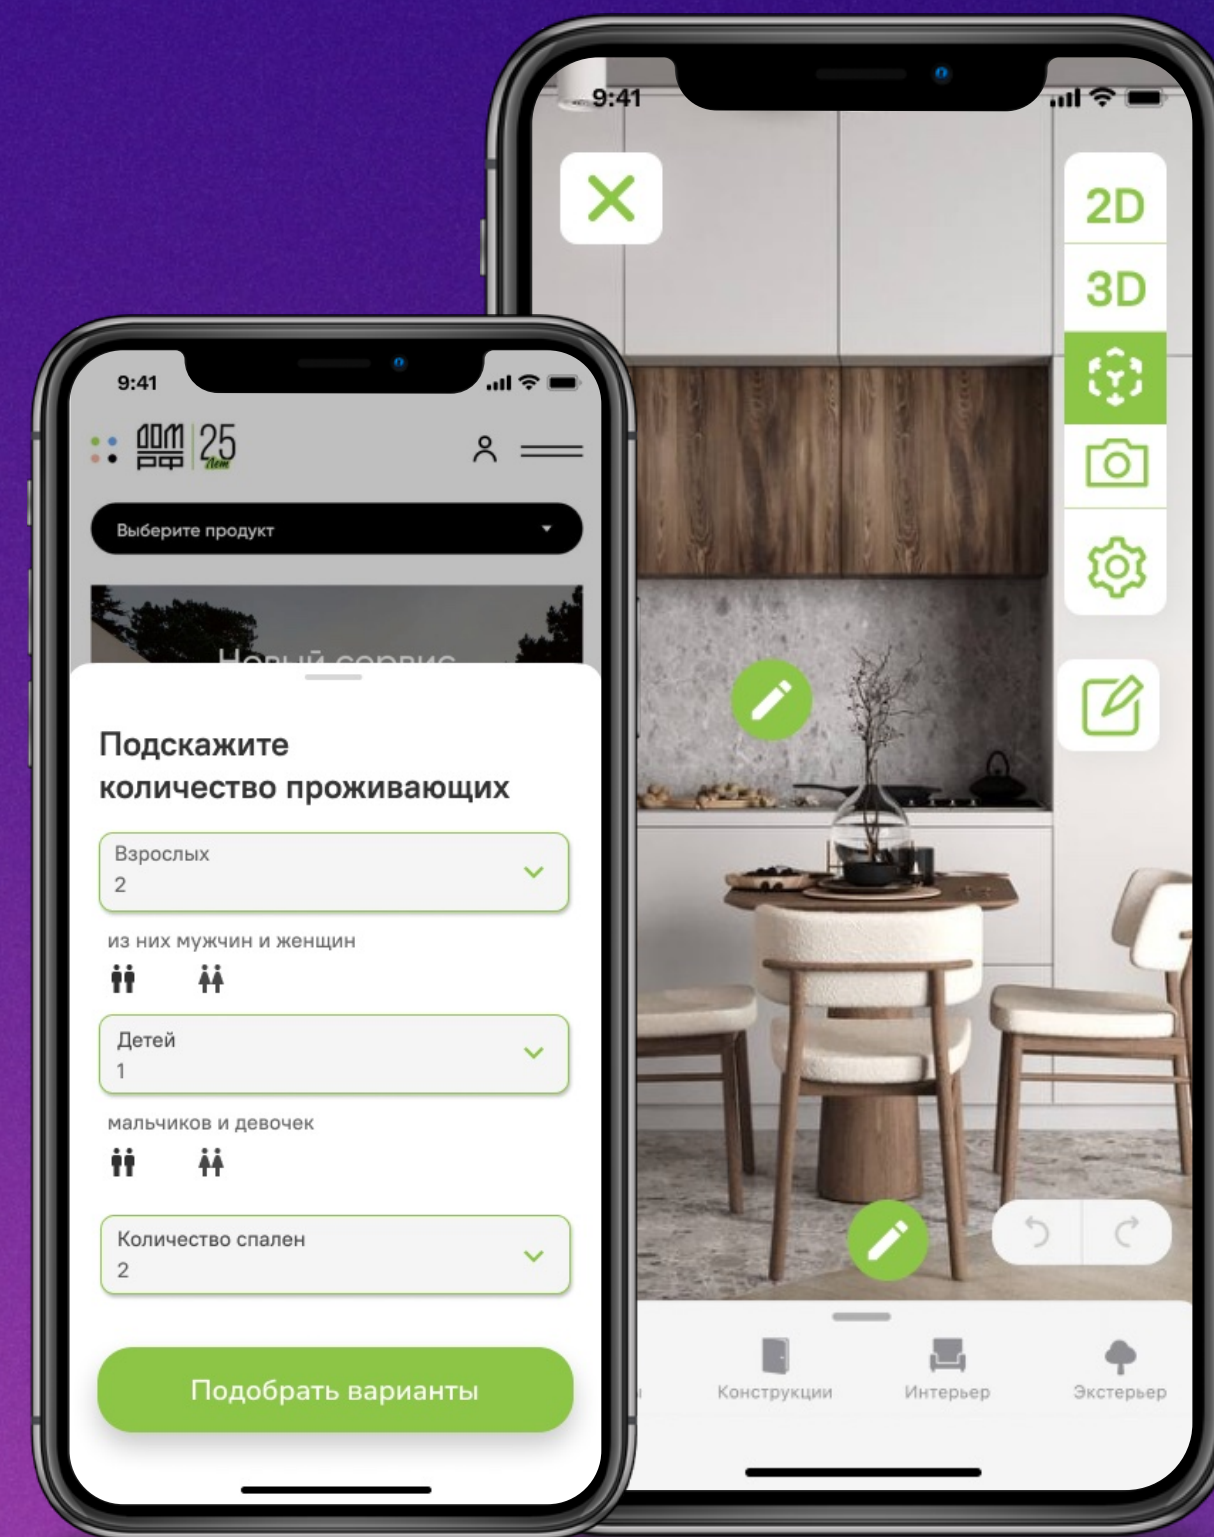 9:41
ДОМ
РФ
25
лет
Выберите продукт
Новый сервис
Подскажите
количество проживающих
Взрослых
2
из них мужчин и женщин
Детей
1
мальчиков и девочек
Количество спален
2
Подобрать варианты
9:41
2D
3D
Конструкции
Интерьер
Экстерьер